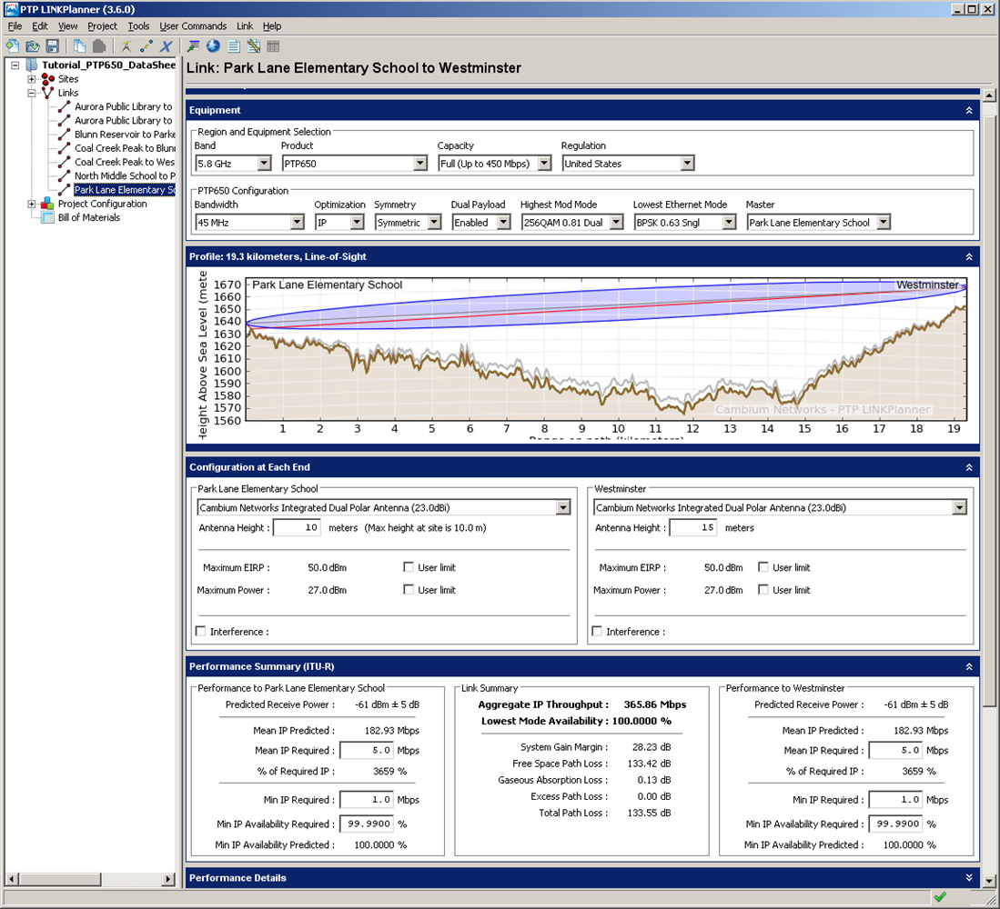 PTP LINKPlanner (3.6.0)
File Edit View Project Tools User Commands Link Help
Tutorial_PTP650_DataShee
Sites
Links
Aurora Public Library to
Aurora Public Library to
Blunn Reservoir to Parke
Coal Creek Peak to Blun
Coal Creek Peak to Wes
North Middle School to P
Park Lane Elementary Sc
Project Configuration
Bill of Materials
Link: Park Lane Elementary School to Westminster
Equipment
Region and Equipment Selection
Band Product Capacity Regulation
5.8 GHz PTP650 Full (Up to 450 Mbps) United States
PTP650 Configuration
Bandwidth Optimization Symmetry Dual Payload Highest Mod Mode Lowest Ethernet Mode Master
45 MHz IP Symmetric Enabled 256QAM 0.81 Dual BPSK 0.63 Sngl Park Lane Elementary School
Profile: 19.3 kilometers, Line-of-Sight
Height Above Sea Level (mete
1670
1660
1650
1640
1630
1620
1610
1600
1590
1580
1570
1560
Park Lane Elementary School
Westminster
Cambium Networks - PTP LINKPlanner
1 2 3 4 5 6 7 8 9 10 11 12 13 14 15 16 17 18 19
Range on path (kilometers)
Configuration at Each End
Park Lane Elementary School
Cambium Networks Integrated Dual Polar Antenna (23.0dBi)
Antenna Height : 10 meters (Max height at site is 10.0 m)
Maximum EIRP : 50.0 dBm User limit
Maximum Power : 27.0 dBm User limit
Interference :
Westminster
Cambium Networks Integrated Dual Polar Antenna (23.0dBi)
Antenna Height : 15 meters
Maximum EIRP : 50.0 dBm User limit
Maximum Power : 27.0 dBm User limit
Interference :
Performance Summary (ITU-R)
Performance to Park Lane Elementary School
Predicted Receive Power : -61 dBm ± 5 dB
Mean IP Predicted : 182.93 Mbps
Mean IP Required : 5.0 Mbps
% of Required IP : 3659 %
Min IP Required : 1.0 Mbps
Min IP Availability Required : 99.9900 %
Min IP Availability Predicted : 100.0000 %
Link Summary
Aggregate IP Throughput : 365.86 Mbps
Lowest Mode Availability : 100.0000 %
System Gain Margin : 28.23 dB
Free Space Path Loss : 133.42 dB
Gaseous Absorption Loss : 0.13 dB
Excess Path Loss : 0.00 dB
Total Path Loss : 133.55 dB
Performance to Westminster
Predicted Receive Power : -61 dBm ± 5 dB
Mean IP Predicted : 182.93 Mbps
Mean IP Required : 5.0 Mbps
% of Required IP : 3659 %
Min IP Required : 1.0 Mbps
Min IP Availability Required : 99.9900 %
Min IP Availability Predicted : 100.0000 %
Performance Details